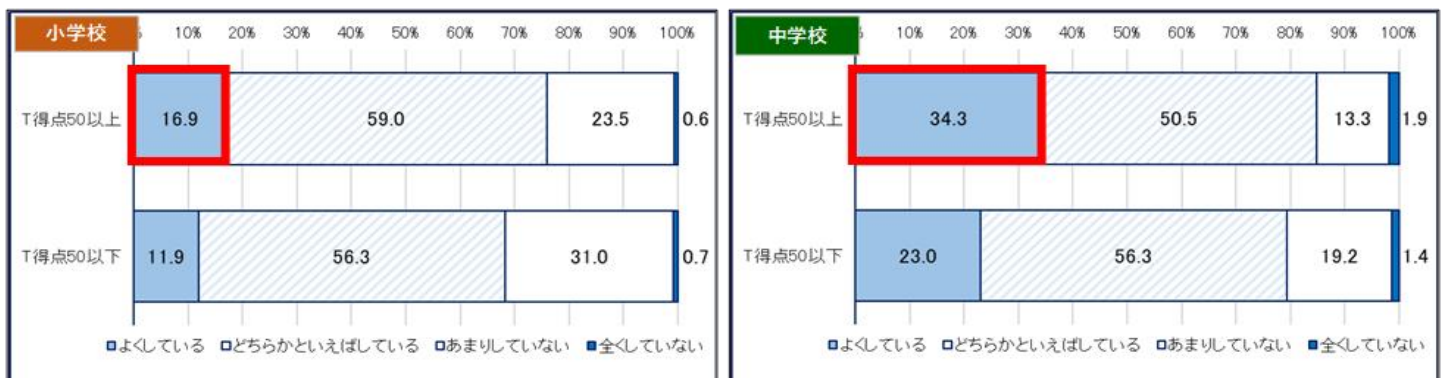 小学校
10% 20% 30% 40% 50% 60% 70% 80% 90% 100%
T得点50以上 16.9 59.0 23.5 0.6
T得点50以下 11.9 56.3 31.0 0.7
よくしている どちらかといえばしている あまりしていない 全くしていない
中学校
% 10% 20% 30% 40% 50% 60% 70% 80% 90% 100%
T得点50以上 34.3 50.5 13.3 1.9
T得点50以下 23.0 56.3 19.2 1.4
よくしている どちらかといえばしている あまりしていない 全くしていない